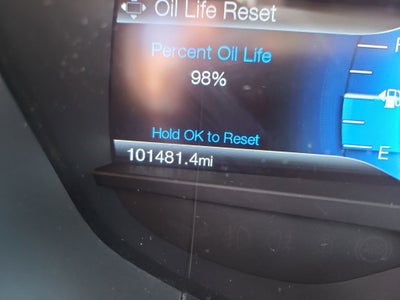 Oil Life Reset
Percent Oil Life
98%
Hold OK to Reset
101481.4mi
F
E